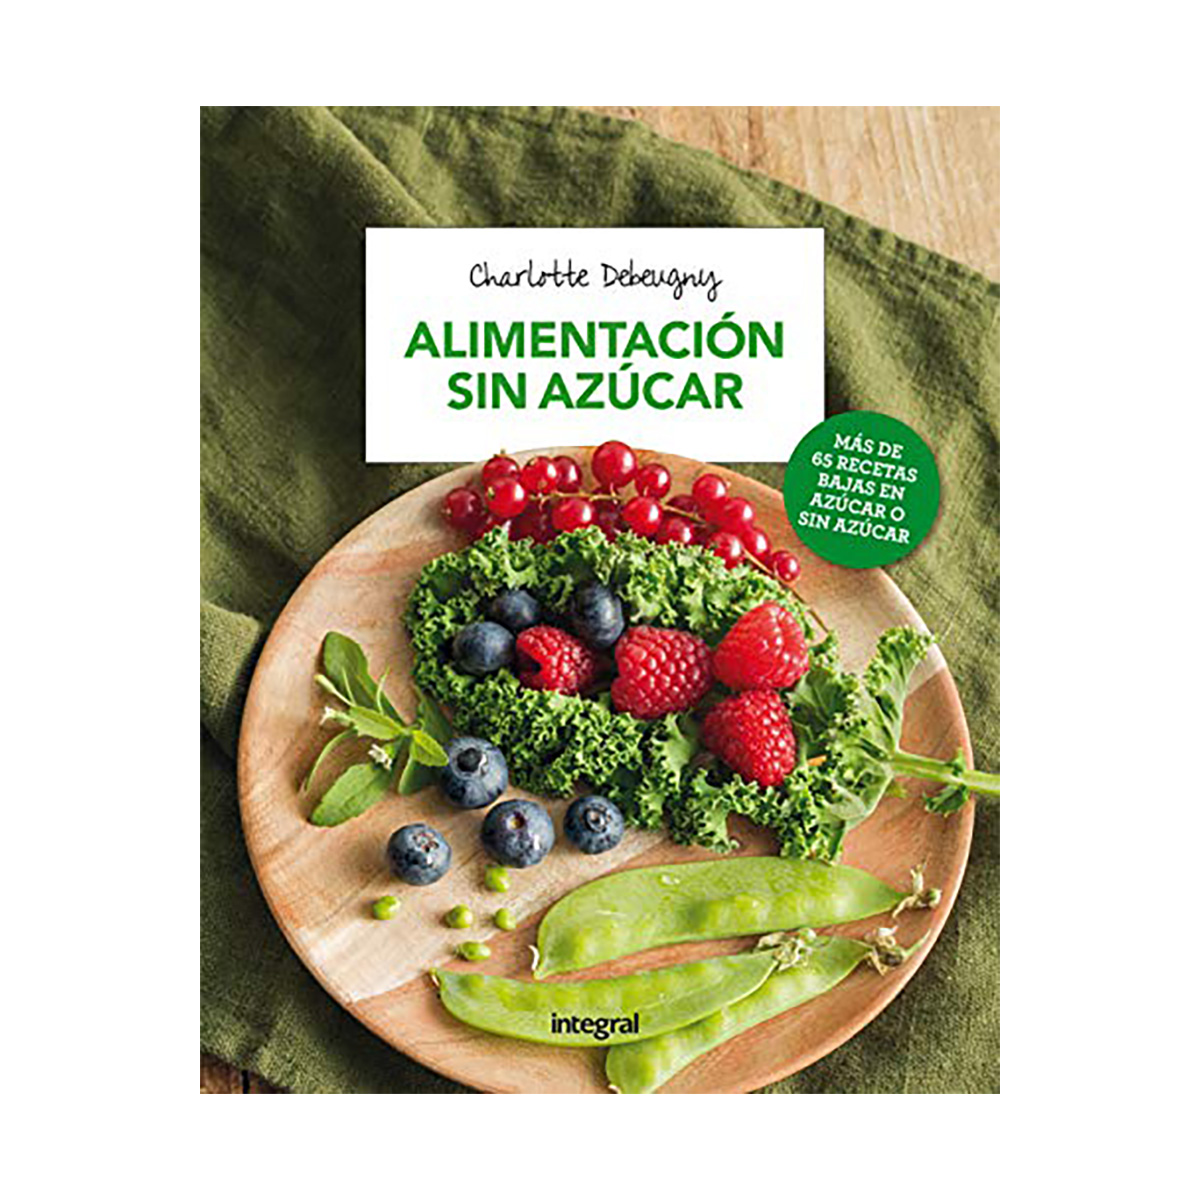 Charlotte Debeugny
ALIMENTACIÓN
SIN AZÚCAR
MÁS DE
65 RECETAS
BAJAS EN
AZÚCAR O
SIN AZÚCAR
integral